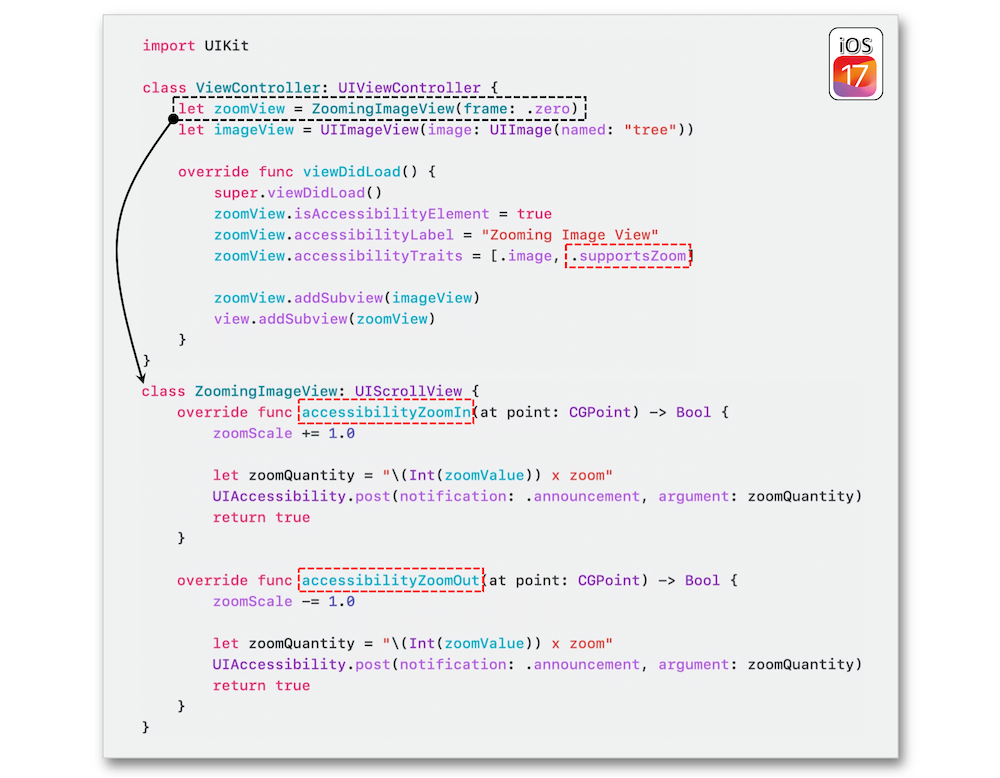 import UIKit
iOS
17
class ViewController: UIViewController {
let zoomView = ZoomingImageView(frame: .zero)
let imageView = UIImageView(image: UIImage(named: "tree"))
override func viewDidLoad() {
super.viewDidLoad()
zoomView.isAccessibilityElement = true
zoomView.accessibilityLabel = "Zooming Image View"
zoomView.accessibilityTraits = [.image, .supportsZoom]
zoomView.addSubview(imageView)
view.addSubview(zoomView)
}
}
class ZoomingImageView: UIScrollView {
override func accessibilityZoomIn(at point: CGPoint) -> Bool {
zoomScale += 1.0
let zoomQuantity = "\(Int(zoomValue)) x zoom"
UIAccessibility.post(notification: .announcement, argument: zoomQuantity)
return true
}
override func accessibilityZoomOut(at point: CGPoint) -> Bool {
zoomScale -= 1.0
let zoomQuantity = "\(Int(zoomValue)) x zoom"
UIAccessibility.post(notification: .announcement, argument: zoomQuantity)
return true
}
}